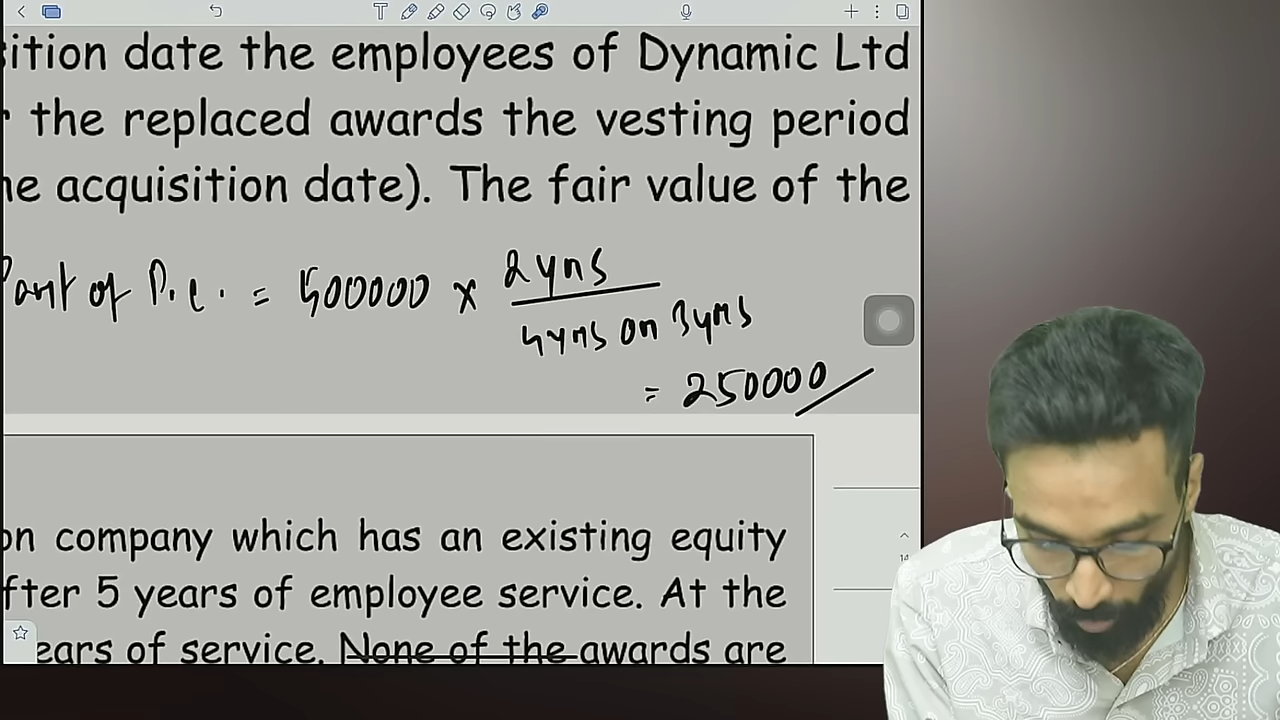 sition date the employees of Dynamic Ltd
r the replaced awards the vesting period
he acquisition date). The fair value of the
Part of P.C. = 500000 × 2yrs
4yrs or 3yrs
= 250000
on company which has an existing equity
fter 5 years of employee service. At the
ears of service. None of the awards are